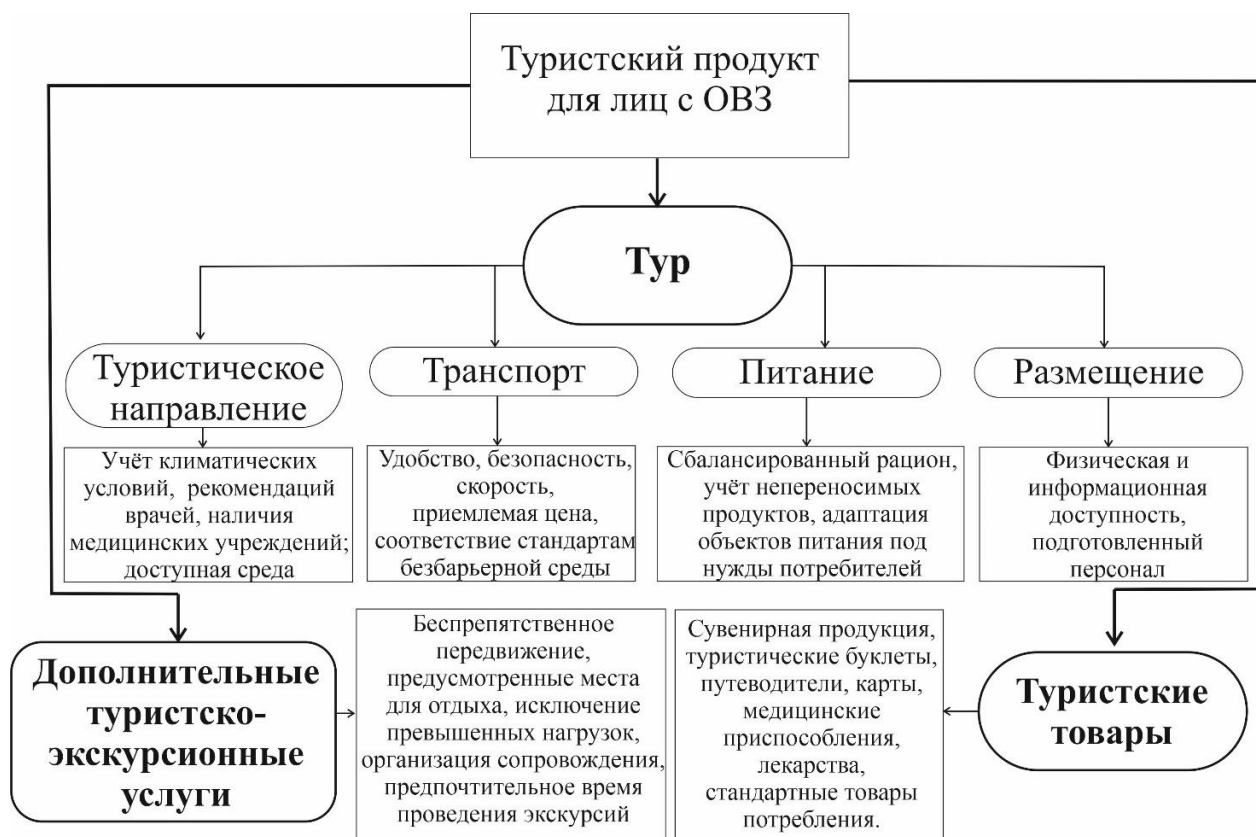 Туристский продукт
для лиц с ОВЗ
Тур
Туристическое
направление
Транспорт
Питание
Размещение
Учёт климатических
условий, рекомендаций
врачей, наличия
медицинских учреждений;
доступная среда
Удобство, безопасность,
скорость,
приемлемая цена,
соответствие стандартам
безбарьерной среды
Сбалансированный рацион,
учёт непереносимых
продуктов, адаптация
объектов питания под
нужды потребителей
Физическая и
информационная
доступность,
подготовленный
персонал
Дополнительные
туристско-
экскурсионные
услуги
Беспрепятственное
передвижение,
предусмотренные места
для отдыха, исключение
превышенных нагрузок,
организация сопровождения,
предпочтительное время
проведения экскурсий
Сувенирная продукция,
туристические буклеты,
путеводители, карты,
медицинские
приспособления,
лекарства,
стандартные товары
потребления.
Туристские
товары